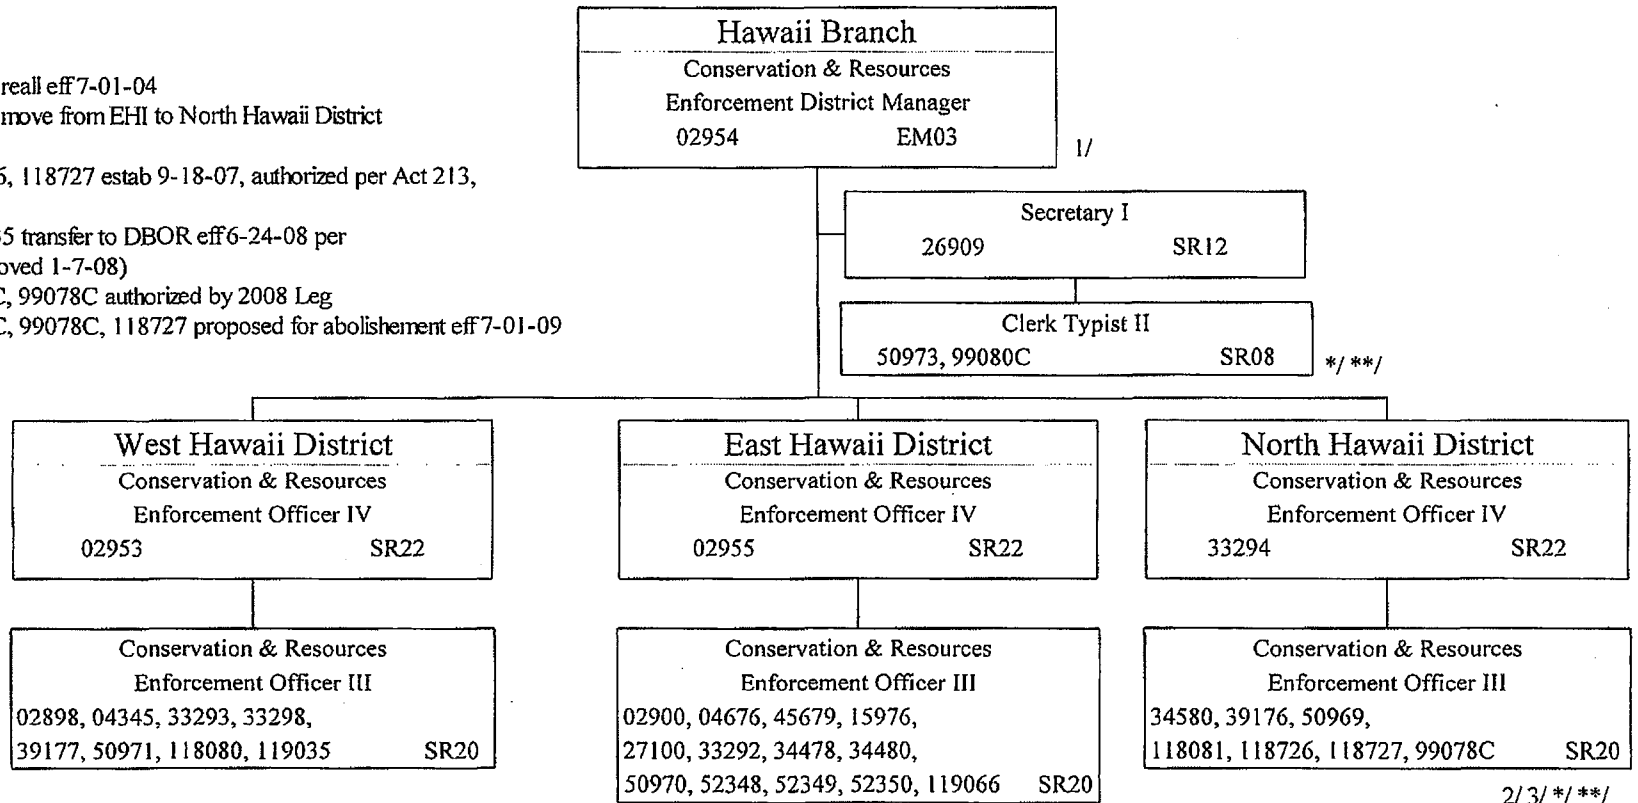 Hawaii Branch
Conservation & Resources
Enforcement District Manager
02954 EM03
1/
reall eff 7-01-04
move from EHI to North Hawaii District
6, 118727 estab 9-18-07, authorized per Act 213,
35 transfer to DBOR eff 6-24-08 per
oved 1-7-08)
C, 99078C authorized by 2008 Leg
C, 99078C, 118727 proposed for abolishement eff 7-01-09
Secretary I
26909 SR12
Clerk Typist II
50973, 99080C SR08
*/ **/
West Hawaii District
Conservation & Resources
Enforcement Officer IV
02953 SR22
East Hawaii District
Conservation & Resources
Enforcement Officer IV
02955 SR22
North Hawaii District
Conservation & Resources
Enforcement Officer IV
33294 SR22
Conservation & Resources
Enforcement Officer III
02898, 04345, 33293, 33298,
39177, 50971, 118080, 119035 SR20
Conservation & Resources
Enforcement Officer III
02900, 04676, 45679, 15976,
27100, 33292, 34478, 34480,
50970, 52348, 52349, 52350, 119066 SR20
Conservation & Resources
Enforcement Officer III
34580, 39176, 50969,
118081, 118726, 118727, 99078C SR20
2/ 3/ */ **/